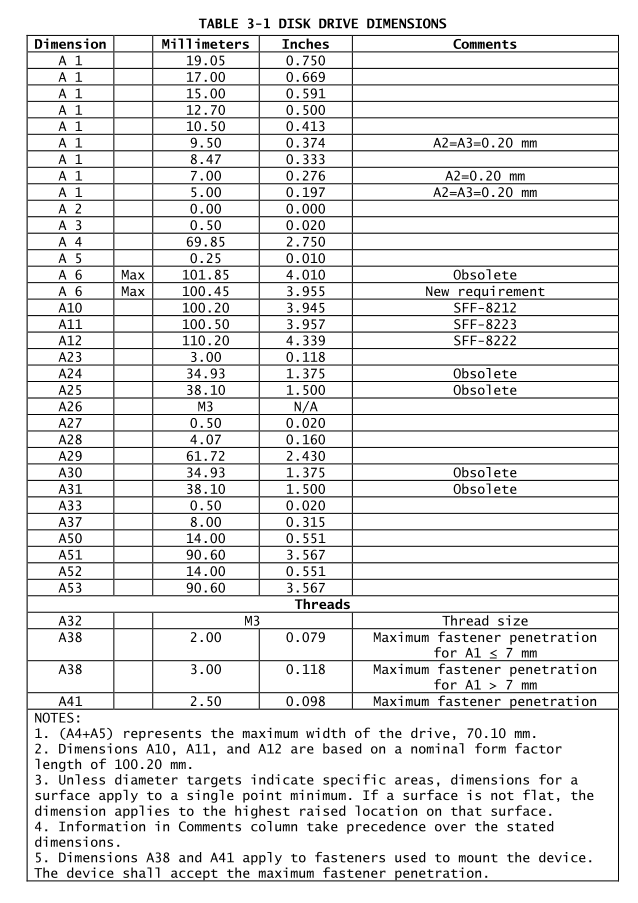 TABLE 3-1 DISK DRIVE DIMENSIONS
Dimension Millimeters Inches Comments
A 1 19.05 0.750
A 1 17.00 0.669
A 1 15.00 0.591
A 1 12.70 0.500
A 1 10.50 0.413
A 1 9.50 0.374 A2=A3=0.20 mm
A 1 8.47 0.333
A 1 7.00 0.276 A2=0.20 mm
A 1 5.00 0.197 A2=A3=0.20 mm
A 2 0.00 0.000
A 3 0.50 0.020
A 4 69.85 2.750
A 5 0.25 0.010
A 6 Max 101.85 4.010 Obsolete
A 6 Max 100.45 3.955 New requirement
A10 100.20 3.945 SFF-8212
A11 100.50 3.957 SFF-8223
A12 110.20 4.339 SFF-8222
A23 3.00 0.118
A24 34.93 1.375 Obsolete
A25 38.10 1.500 Obsolete
A26 M3 N/A
A27 0.50 0.020
A28 4.07 0.160
A29 61.72 2.430
A30 34.93 1.375 Obsolete
A31 38.10 1.500 Obsolete
A33 0.50 0.020
A37 8.00 0.315
A50 14.00 0.551
A51 90.60 3.567
A52 14.00 0.551
A53 90.60 3.567
Threads
A32 M3 Thread size
A38 2.00 0.079 Maximum fastener penetration
for A1 ≤ 7 mm
A38 3.00 0.118 Maximum fastener penetration
for A1 > 7 mm
A41 2.50 0.098 Maximum fastener penetration
NOTES:
1. (A4+A5) represents the maximum width of the drive, 70.10 mm.
2. Dimensions A10, A11, and A12 are based on a nominal form factor
length of 100.20 mm.
3. Unless diameter targets indicate specific areas, dimensions for a
surface apply to a single point minimum. If a surface is not flat, the
dimension applies to the highest raised location on that surface.
4. Information in Comments column take precedence over the stated
dimensions.
5. Dimensions A38 and A41 apply to fasteners used to mount the device.
The device shall accept the maximum fastener penetration.